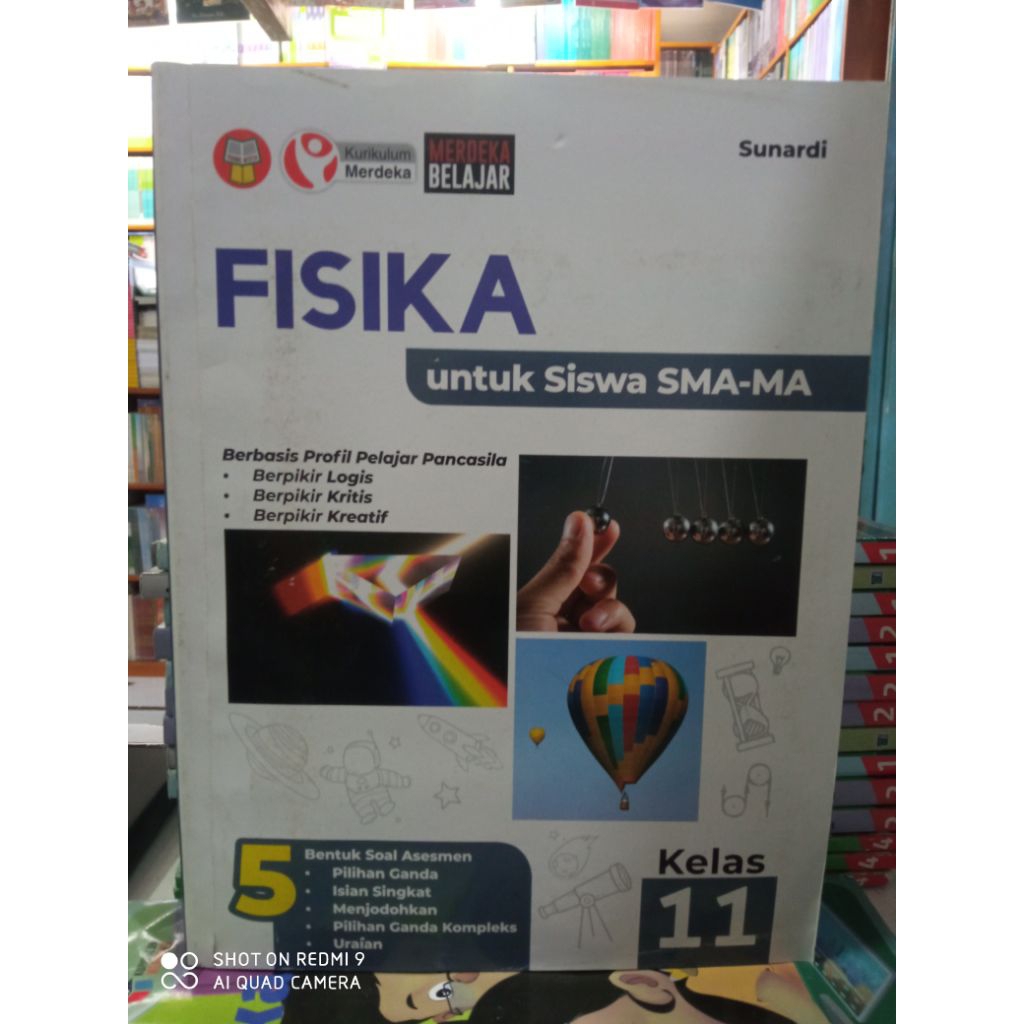 Sunardi
Kurikulum
Merdeka
MERDEKA
BELAJAR
FISIKA
untuk Siswa SMA-MA
Berbasis Profil Pelajar Pancasila
• Berpikir Logis
• Berpikir Kritis
• Berpikir Kreatif
5
Bentuk Soal Asesmen
• Pilihan Ganda
• Isian Singkat
• Menjodohkan
• Pilihan Ganda Kompleks
• Uraian
Kelas
11
SHOT ON REDMI 9
AI QUAD CAMERA